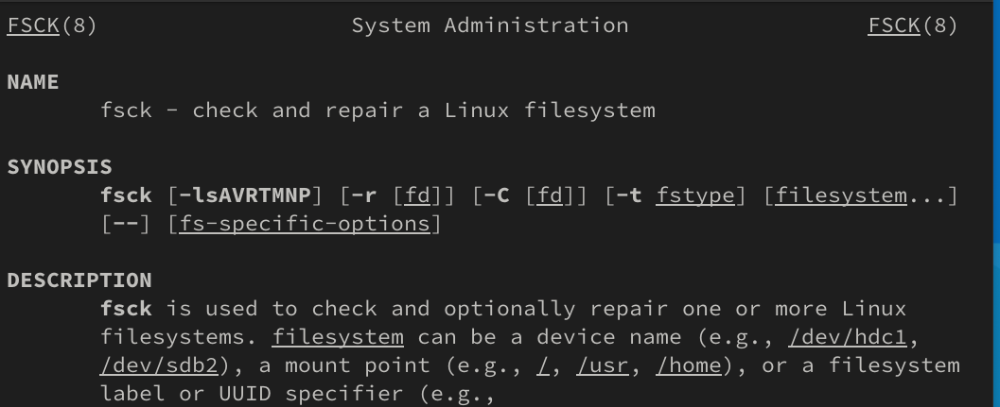 FSCK(8) System Administration FSCK(8)
NAME
fsck - check and repair a Linux filesystem
SYNOPSIS
fsck [-lsAVRTMNP] [-r [fd]] [-C [fd]] [-t fstype] [filesystem...]
[--] [fs-specific-options]
DESCRIPTION
fsck is used to check and optionally repair one or more Linux
filesystems. filesystem can be a device name (e.g., /dev/hdc1,
/dev/sdb2), a mount point (e.g., /, /usr, /home), or a filesystem
label or UUID specifier (e.g.,